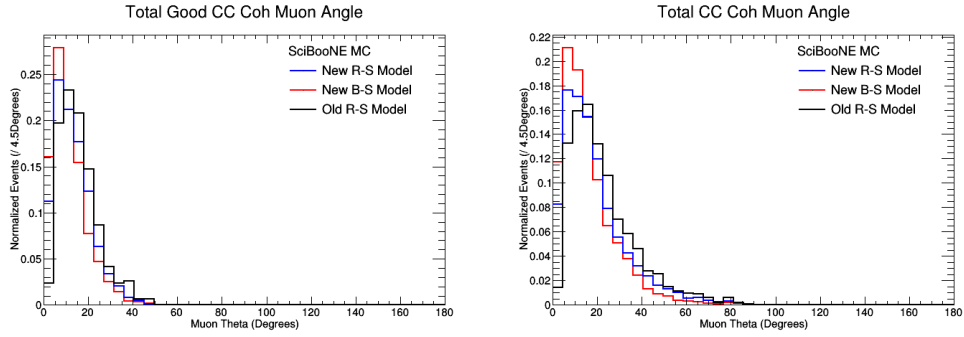 Total Good CC Coh Muon Angle
Normalized Events (/ 4.5Degrees)
0.25
0.2
0.15
0.1
0.05
0
SciBooNE MC
New R-S Model
New B-S Model
Old R-S Model
0 20 40 60 80 100 120 140 160 180
Muon Theta (Degrees)
Total CC Coh Muon Angle
Normalized Events (/ 4.5Degrees)
0.22
0.2
0.18
0.16
0.14
0.12
0.1
0.08
0.06
0.04
0.02
0
SciBooNE MC
New R-S Model
New B-S Model
Old R-S Model
0 20 40 60 80 100 120 140 160 180
Muon Theta (Degrees)